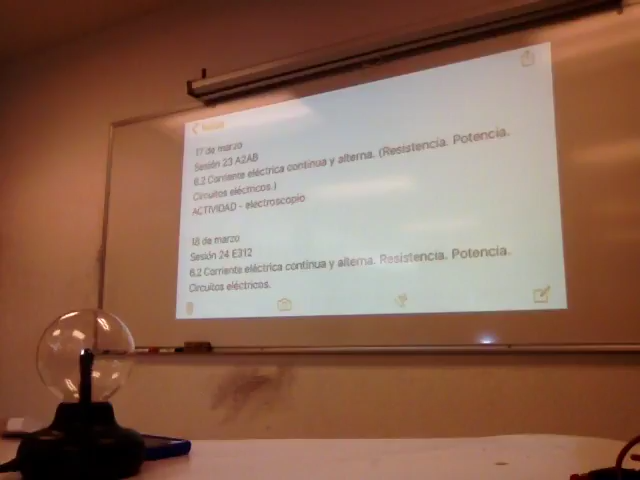 17 de marzo
Sesión 23 A2AB
6.2 Corriente eléctrica continua y alterna. (Resistencia. Potencia.
Circuitos eléctricos.)
ACTIVIDAD - electroscopio
18 de marzo
Sesión 24 E312
6.2 Corriente eléctrica continua y alterna. Resistencia. Potencia.
Circuitos eléctricos.